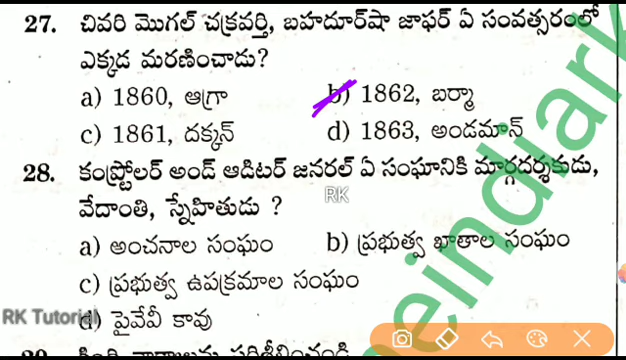 27. చివరి మొగల్ చక్రవర్తి, బహదూర్‌షా జాఫర్ ఏ సంవత్సరంలో
ఎక్కడ మరణించాడు?
a) 1860, ఆగ్రా b) 1862, బర్మా
c) 1861, డక్కన్ d) 1863, అండమాన్
28. కంప్ట్రోలర్ అండ్ ఆడిటర్ జనరల్ ఏ సంఘానికి మార్గదర్శకుడు,
వేదాంతి, స్నేహితుడు ?
RK
a) అంచనాల సంఘం b) ప్రభుత్వ ఖాతాల సంఘం
c) ప్రభుత్వ ఉపక్రమాల సంఘం
RK Tutorial
d) పైవేవీ కావు